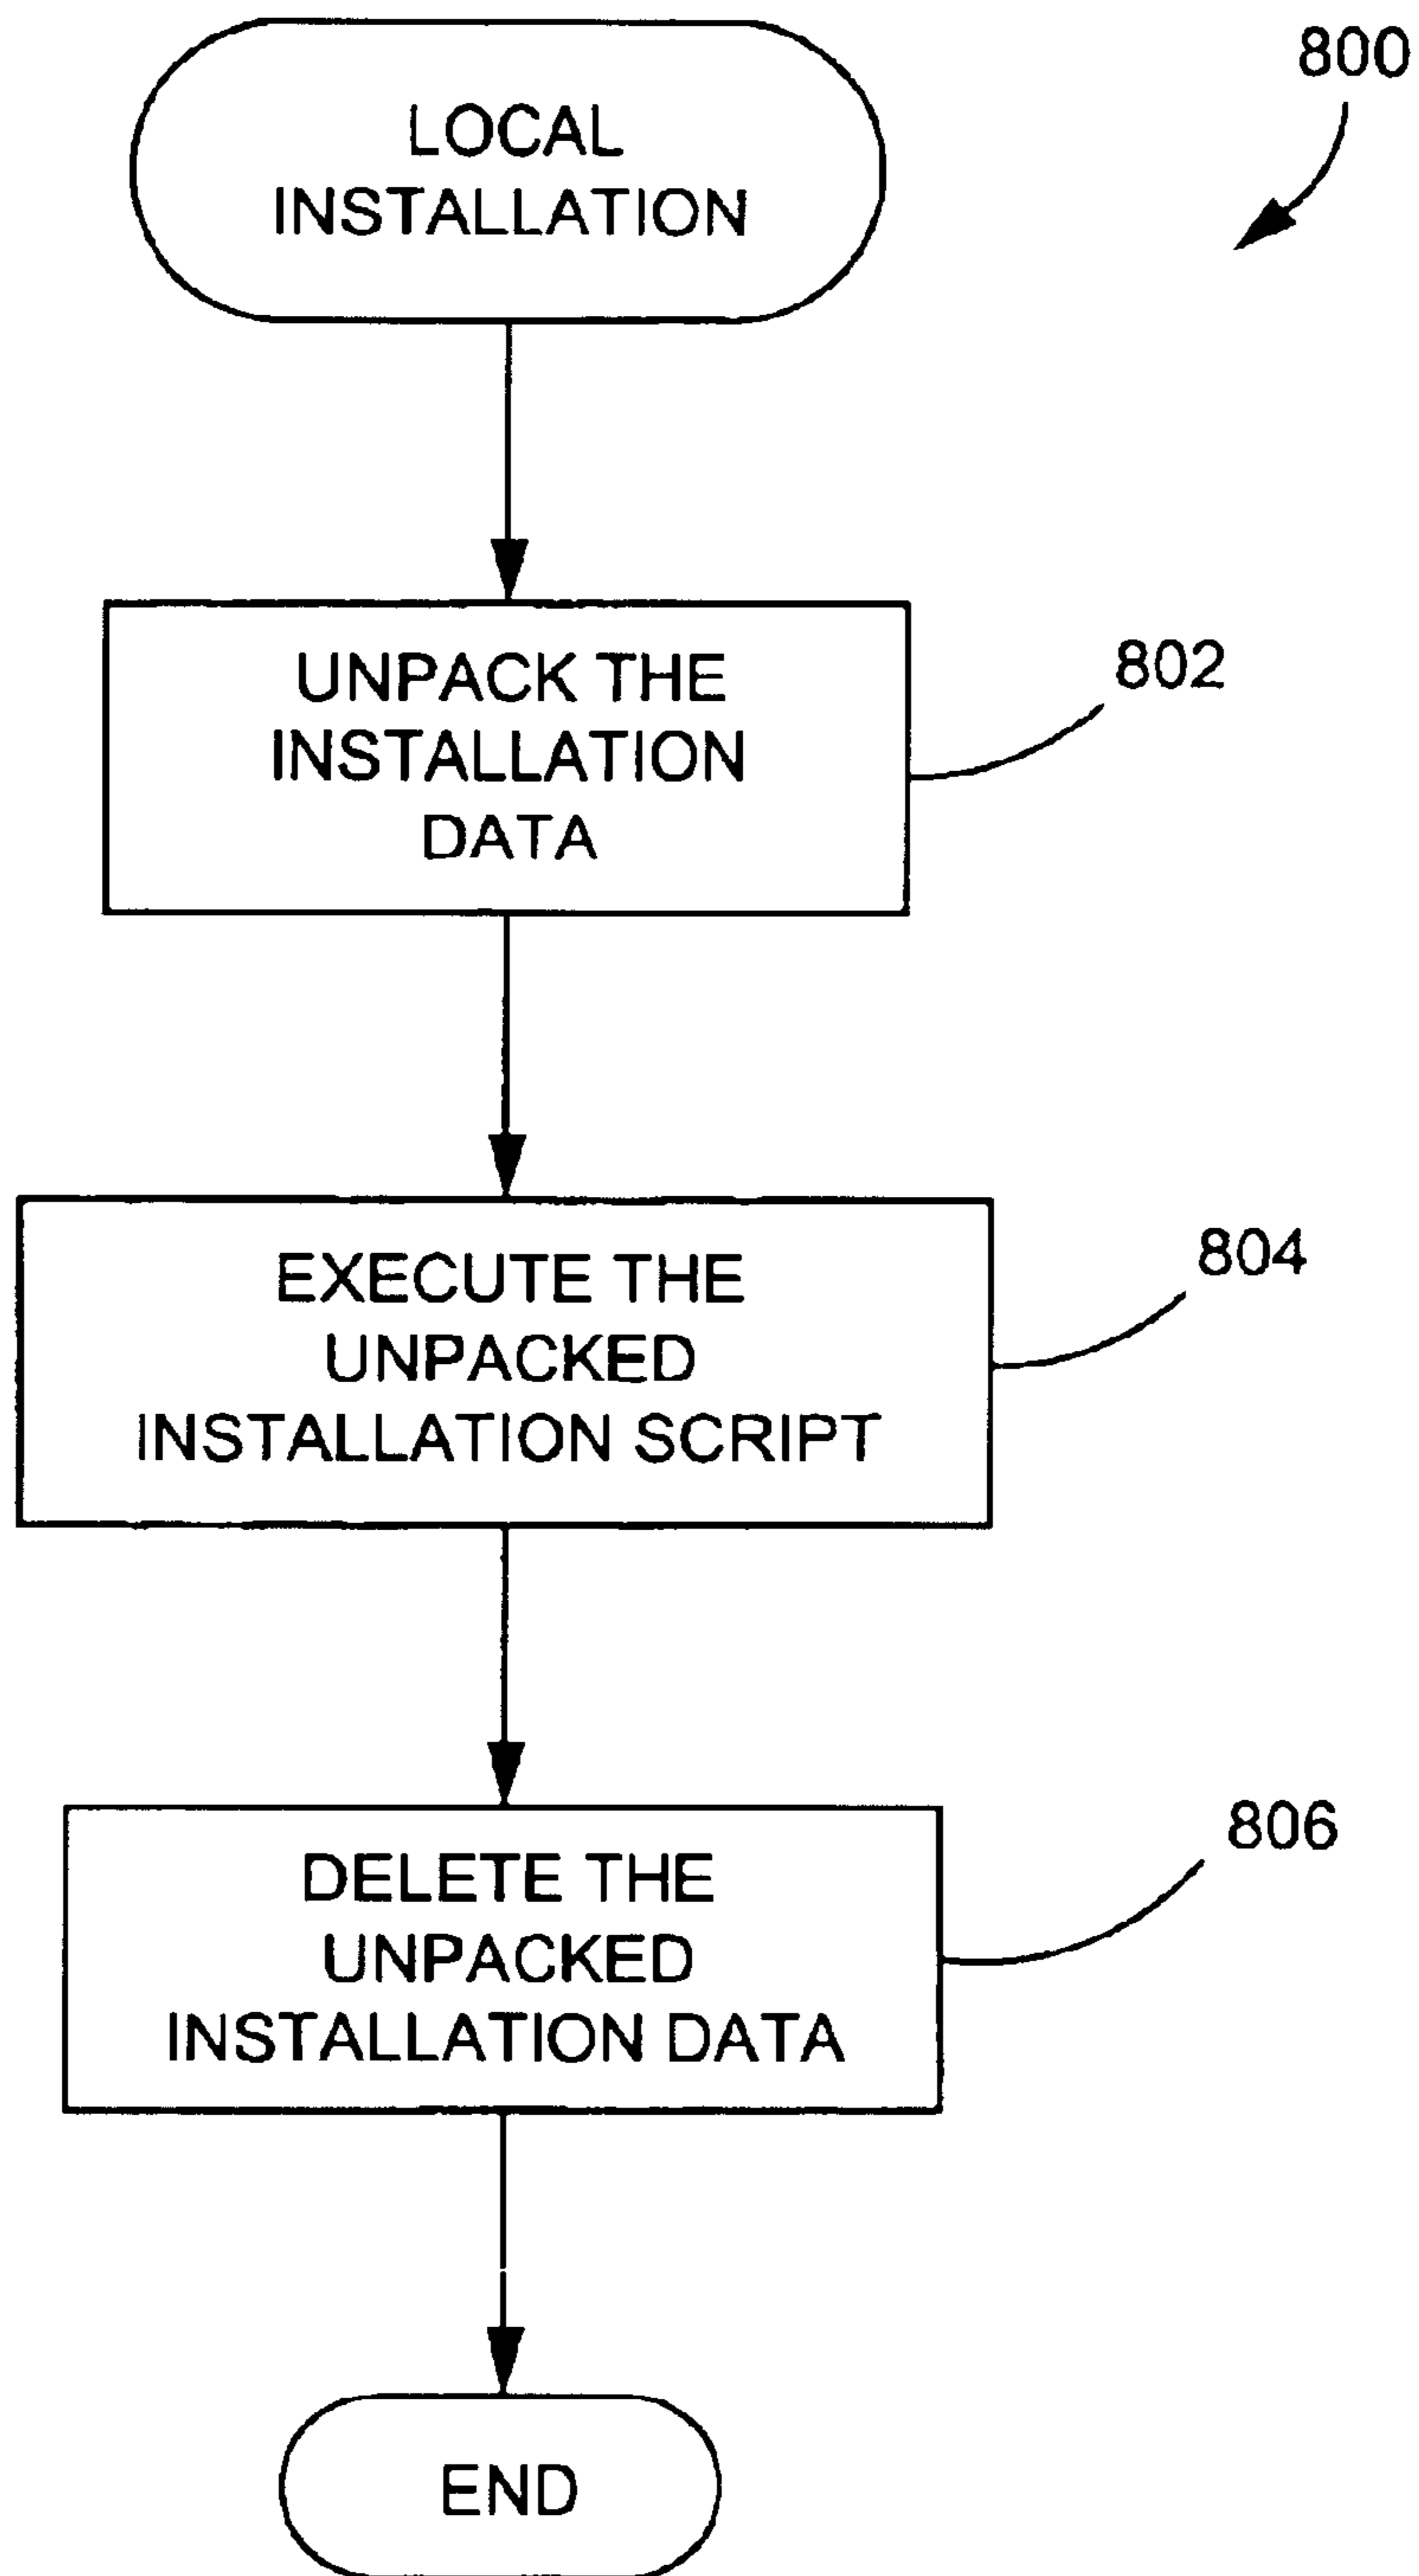 LOCAL
INSTALLATION
800
UNPACK THE
INSTALLATION
DATA
802
EXECUTE THE
UNPACKED
INSTALLATION SCRIPT
804
DELETE THE
UNPACKED
INSTALLATION DATA
806
END